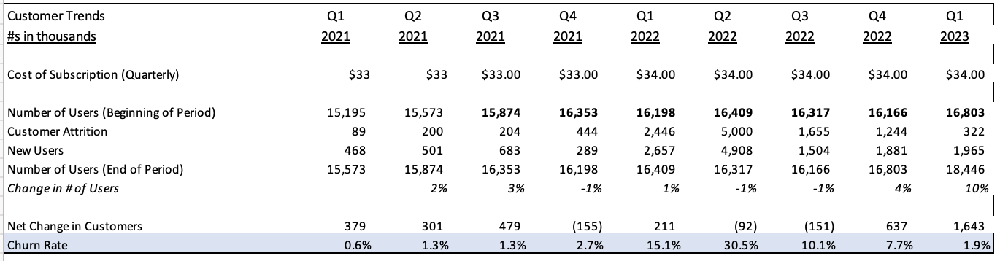 Customer Trends Q1 Q2 Q3 Q4 Q1 Q2 Q3 Q4 Q1
#s in thousands 2021 2021 2021 2021 2022 2022 2022 2022 2023
Cost of Subscription (Quarterly) $33 $33 $33.00 $33.00 $34.00 $34.00 $34.00 $34.00 $34.00
Number of Users (Beginning of Period) 15,195 15,573 15,874 16,353 16,198 16,409 16,317 16,166 16,803
Customer Attrition 89 200 204 444 2,446 5,000 1,655 1,244 322
New Users 468 501 683 289 2,657 4,908 1,504 1,881 1,965
Number of Users (End of Period) 15,573 15,874 16,353 16,198 16,409 16,317 16,166 16,803 18,446
Change in # of Users 2% 3% -1% 1% -1% -1% 4% 10%
Net Change in Customers 379 301 479 (155) 211 (92) (151) 637 1,643
Churn Rate 0.6% 1.3% 1.3% 2.7% 15.1% 30.5% 10.1% 7.7% 1.9%